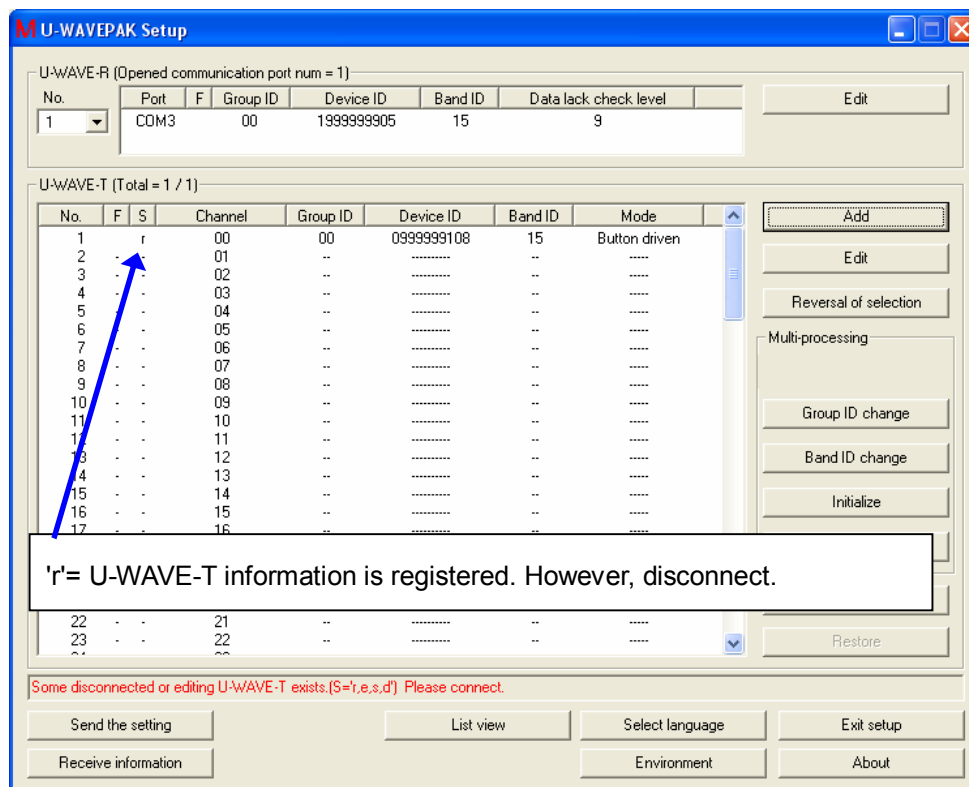 U-WAVEPAK Setup
U-WAVE-R (Opened communication port num = 1)
No. Port F Group ID Device ID Band ID Data lack check level Edit
1 COM3 00 1999999905 15 9
U-WAVE-T (Total = 1 / 1)
No. F S Channel Group ID Device ID Band ID Mode Add
1 r 00 00 0999999108 15 Button driven
2 - - 01 -- ---------- -- ----- Edit
3 - - 02 -- ---------- -- -----
4 - - 03 -- ---------- -- ----- Reversal of selection
5 - - 04 -- ---------- -- -----
6 - - 05 -- ---------- -- ----- Multi-processing
7 - - 06 -- ---------- -- -----
8 - - 07 -- ---------- -- -----
9 - - 08 -- ---------- -- -----
10 - - 09 -- ---------- -- ----- Group ID change
11 - - 10 -- ---------- -- -----
12 - - 11 -- ---------- -- -----
13 - - 12 -- ---------- -- ----- Band ID change
14 - - 13 -- ---------- -- -----
15 - - 14 -- ---------- -- ----- Initialize
16 - - 15 -- ---------- -- -----
17 - - 16 -- ---------- -- -----
'r'= U-WAVE-T information is registered. However, disconnect.
22 - - 21 -- ---------- -- -----
23 - - 22 -- ---------- -- ----- Restore
Some disconnected or editing U-WAVE-T exists.(S='r,e,s,d') Please connect.
Send the setting List view Select language Exit setup
Receive information Environment About